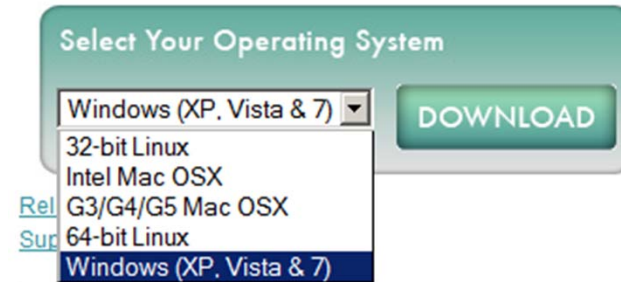 Select Your Operating System
Windows (XP, Vista & 7)
DOWNLOAD
32-bit Linux
Intel Mac OSX
G3/G4/G5 Mac OSX
64-bit Linux
Windows (XP, Vista & 7)